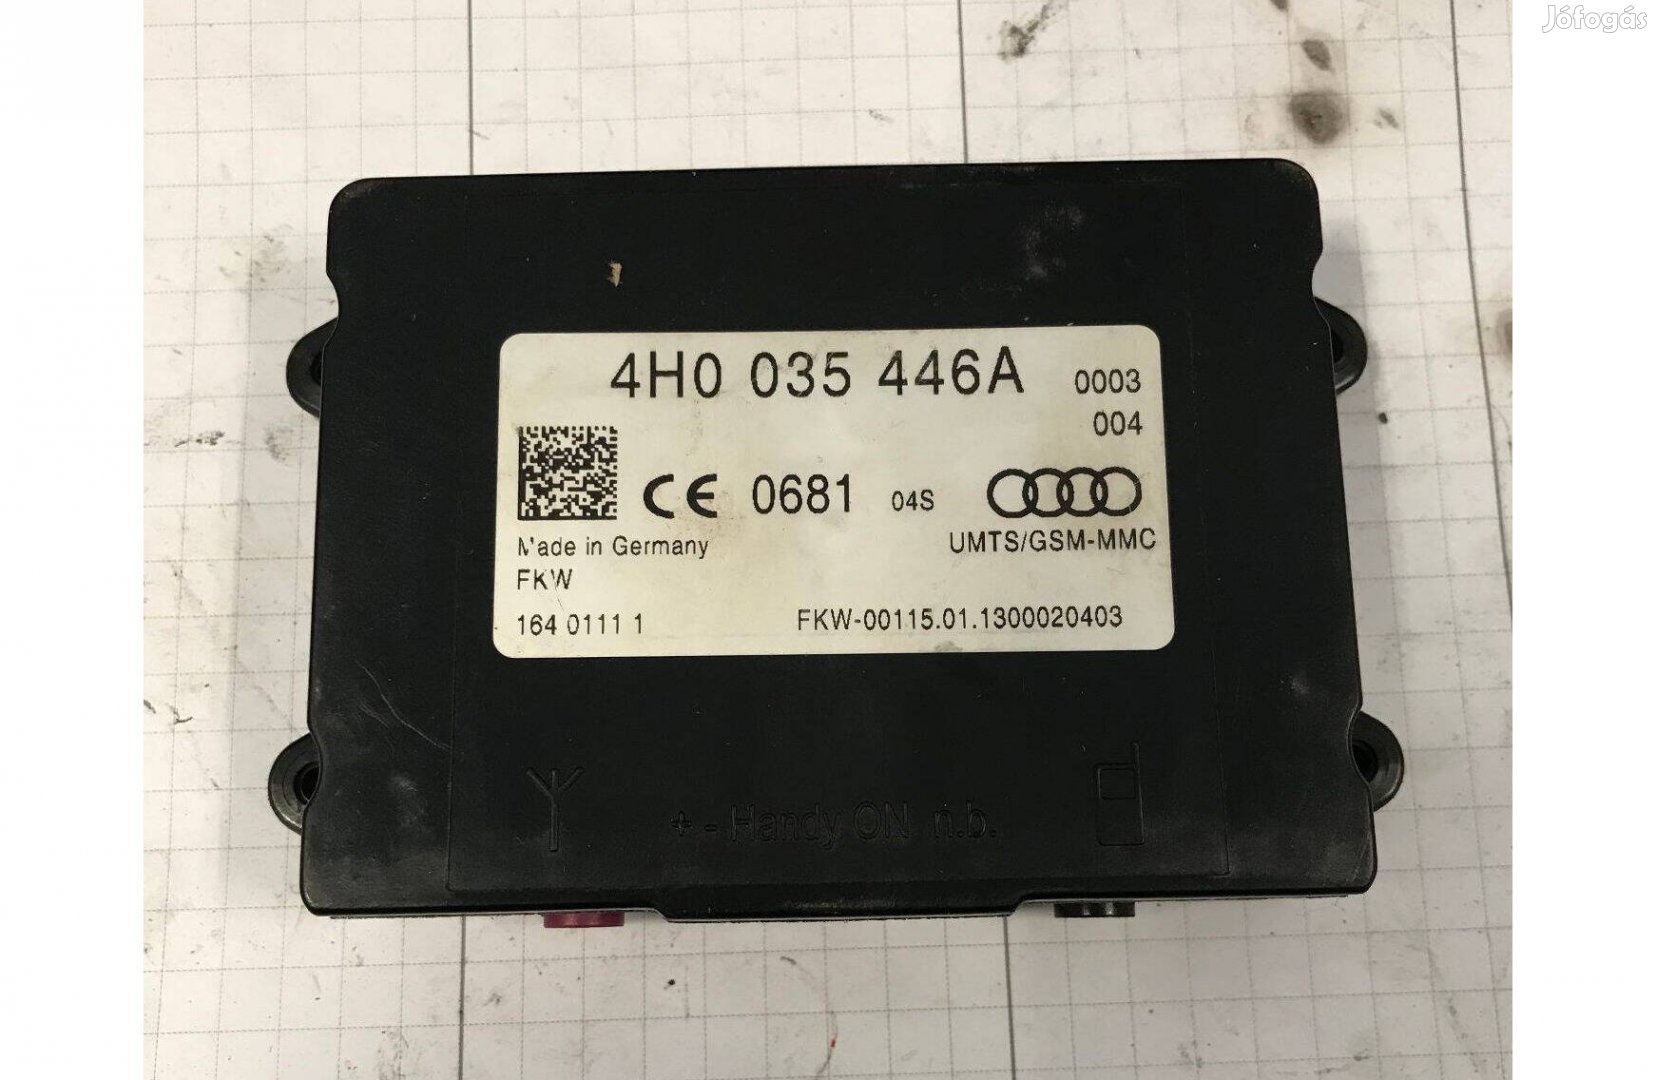 Jófogás
4H0 035 446A 0003
004
CE 0681 04S
Made in Germany
UMTS/GSM-MMC
FKW
164 0111 1
FKW-00115.01.1300020403
+ - Handy ON n.b.